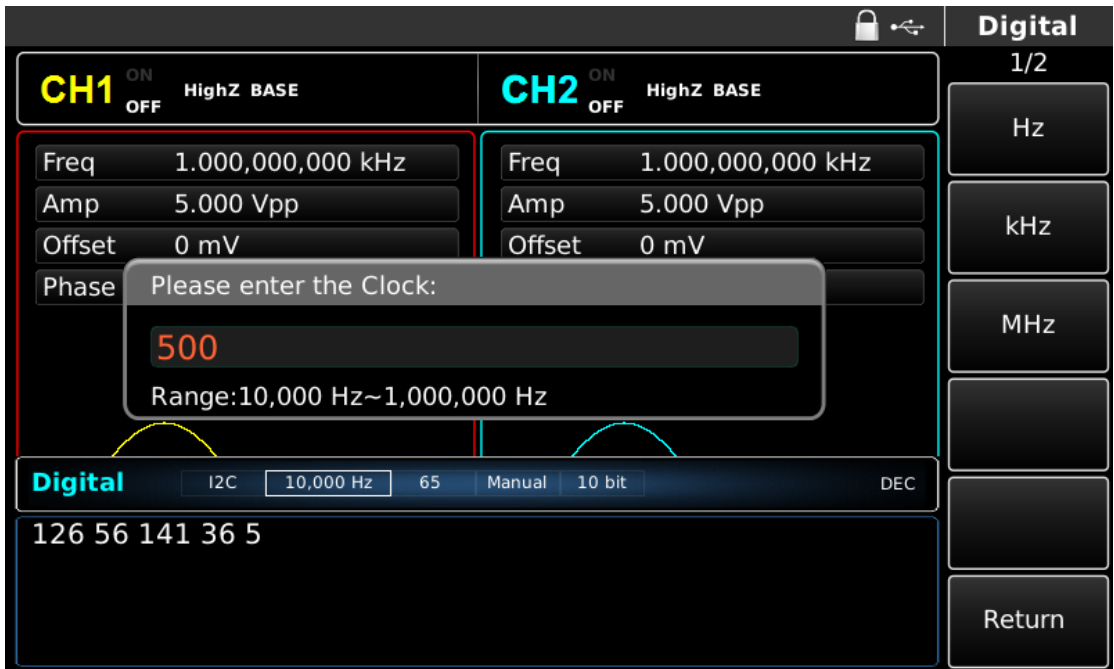 Digital
1/2
CH1 ON OFF HighZ BASE
CH2 ON OFF HighZ BASE
Hz
Freq 1.000,000,000 kHz
Amp 5.000 Vpp
Offset 0 mV
Phase
Freq 1.000,000,000 kHz
Amp 5.000 Vpp
Offset 0 mV
kHz
Please enter the Clock:
500
Range:10,000 Hz~1,000,000 Hz
MHz
Digital I2C 10,000 Hz 65 Manual 10 bit DEC
126 56 141 36 5
Return